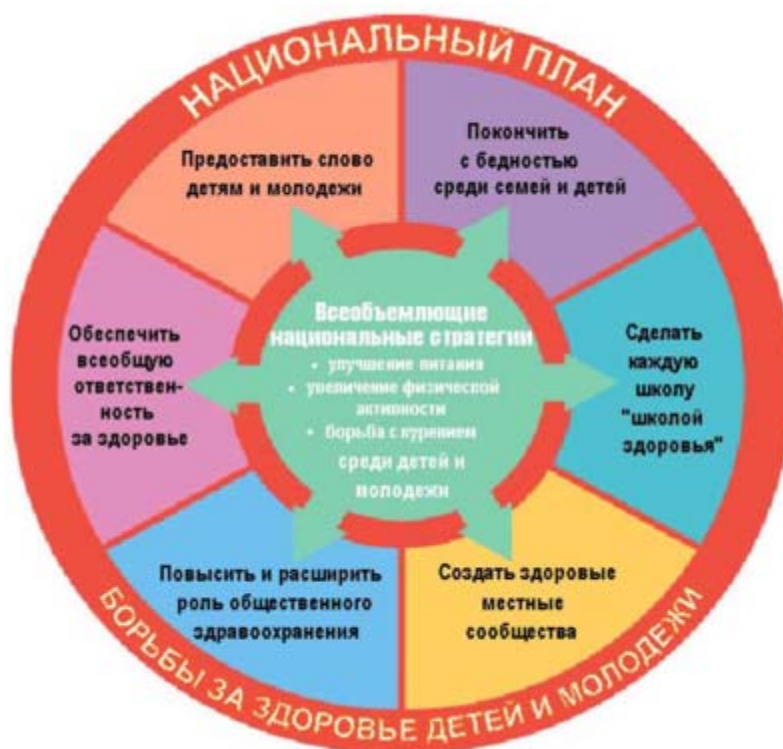 НАЦИОНАЛЬНЫЙ ПЛАН
Предоставить слово
детям и молодежи
Покончить
с бедностью
среди семей и детей
Обеспечить
всеобщую
ответствен-
ность
за здоровье
Всеобъемлющие
национальные стратегии
• улучшение питания
• увеличение физической
активности
• борьба с курением
среди детей и
молодежи
Сделать
каждую
школу
"школой
здоровья"
Повысить и расширить
роль общественного
здравоохранения
Создать здоровые
местные
сообщества
БОРЬБЫ ЗА ЗДОРОВЬЕ ДЕТЕЙ И МОЛОДЕЖИ